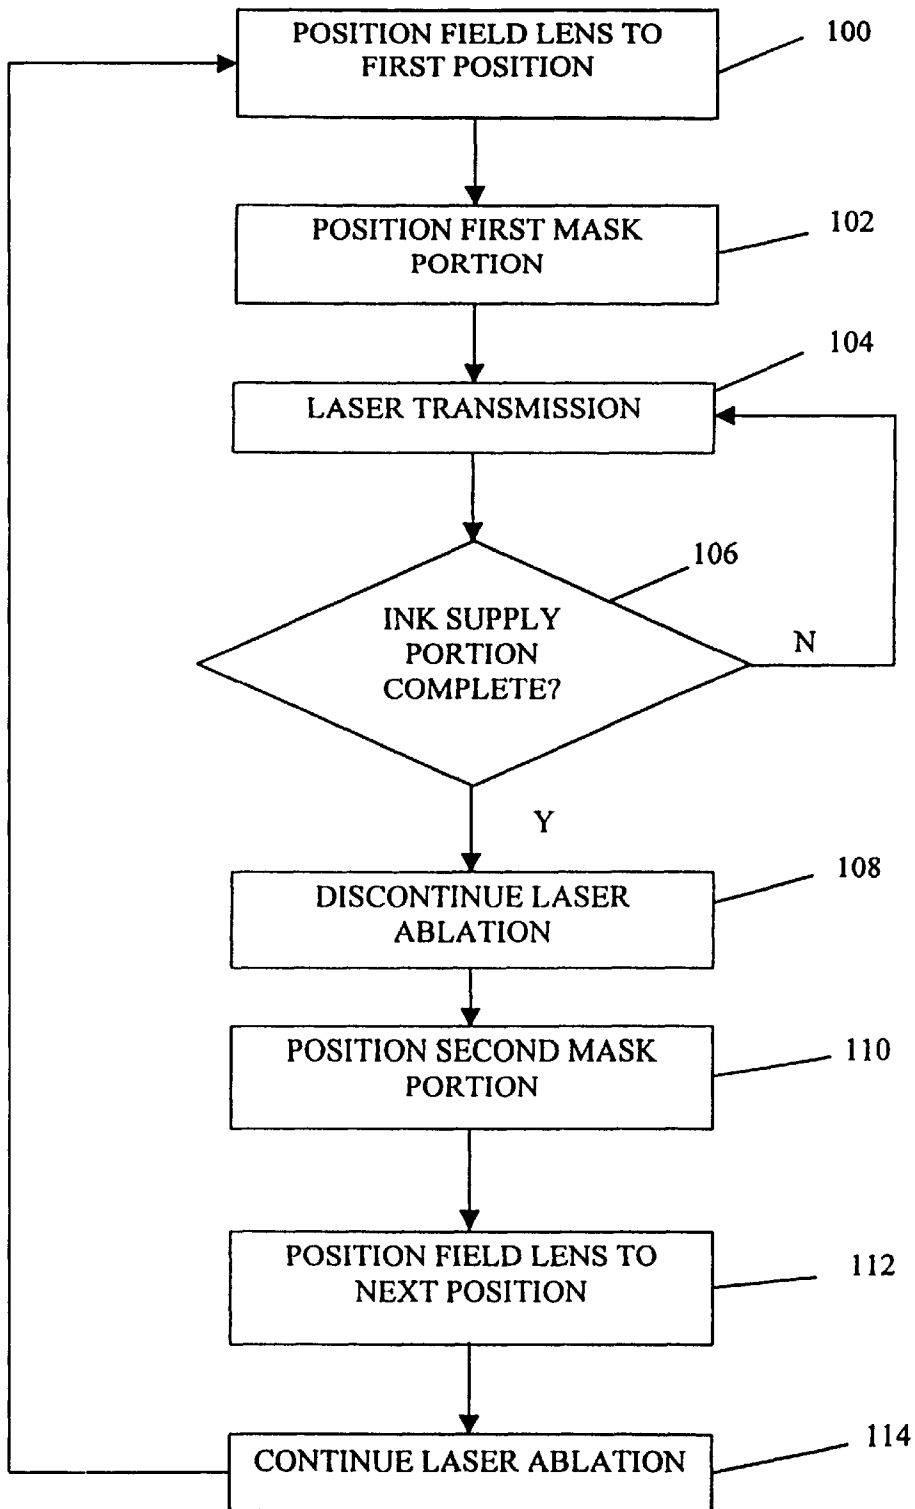 POSITION FIELD LENS TO
FIRST POSITION
100
POSITION FIRST MASK
PORTION
102
104
LASER TRANSMISSION
106
INK SUPPLY
PORTION
COMPLETE?
N
Y
DISCONTINUE LASER
ABLATION
108
POSITION SECOND MASK
PORTION
110
POSITION FIELD LENS TO
NEXT POSITION
112
CONTINUE LASER ABLATION
114